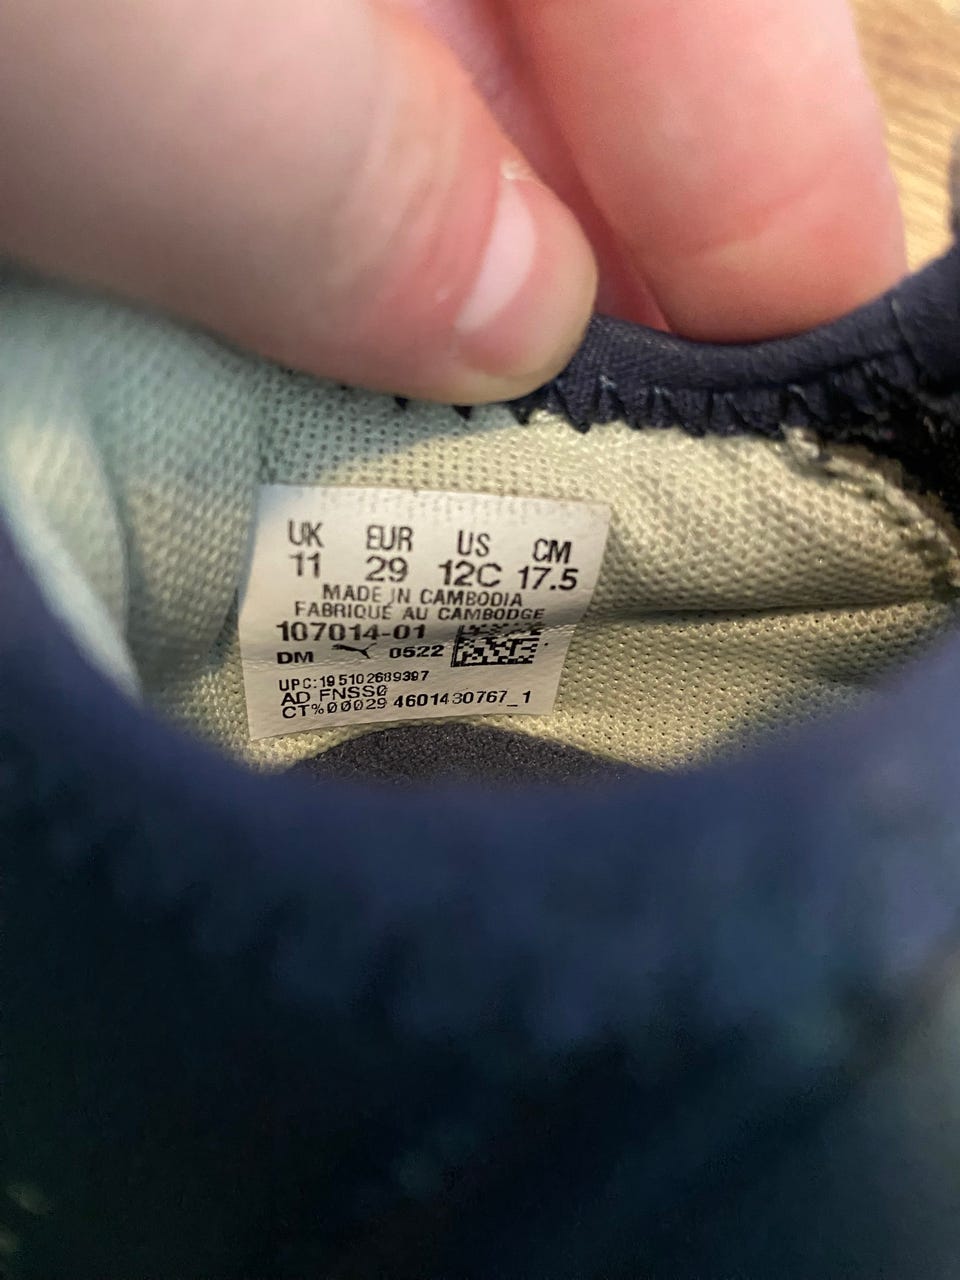 UK EUR US CM
11 29 12C 17.5
MADE IN CAMBODIA
FABRIQUÉ AU CAMBODGE
107014-01
DM 0522
UPC:195102689397
AD FNSS0
CT%00029 4601430767_1